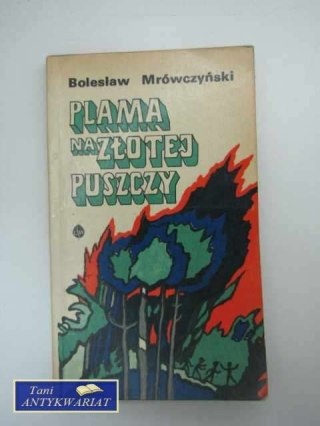 Bolesław Mrówczyński
PLAMA
NA ZŁOTEJ
PUSZCZY
Tani
ANTYKWARIAT